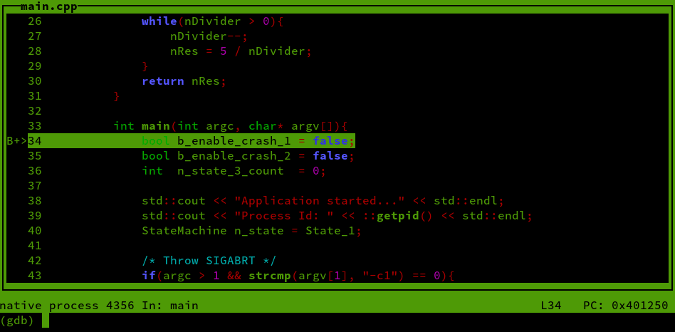 main.cpp
26 while(nDivider > 0){
27 nDivider--;
28 nRes = 5 / nDivider;
29 }
30 return nRes;
31 }
32
33 int main(int argc, char* argv[]){
B+>34 bool b_enable_crash_1 = false;
35 bool b_enable_crash_2 = false;
36 int n_state_3_count = 0;
37
38 std::cout << "Application started..." << std::endl;
39 std::cout << "Process Id: " << ::getpid() << std::endl;
40 StateMachine n_state = State_1;
41
42 /* Throw SIGABRT */
43 if(argc > 1 && strcmp(argv[1], "-c1") == 0){
native process 4356 In: main L34 PC: 0x401250
(gdb)